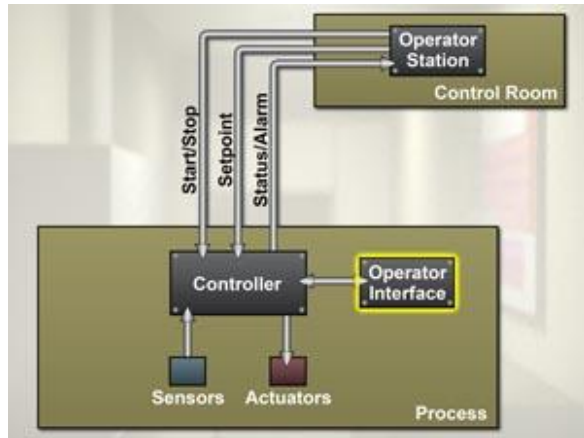 Operator
Station
Control Room
Start/Stop
Setpoint
Status/Alarm
Controller
Operator
Interface
Sensors
Actuators
Process